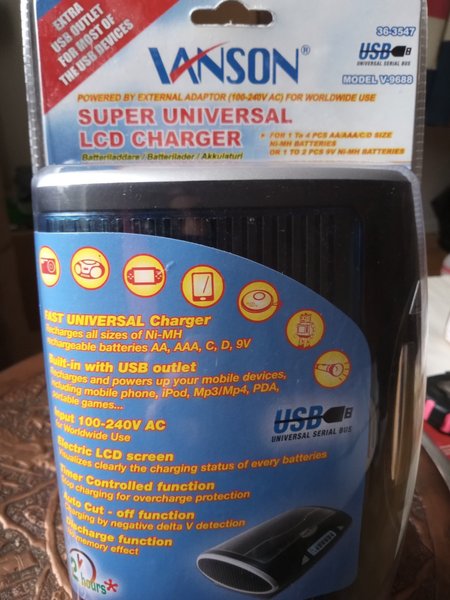 EXTRA
USB OUTLET
FOR MOST OF
THE USB DEVICES
36-3547
VANSON®
USB
UNIVERSAL SERIAL BUS
MODEL V-9688
POWERED BY EXTERNAL ADAPTOR (100-240V AC) FOR WORLDWIDE USE
SUPER UNIVERSAL
LCD CHARGER
Batteriladdare / Batterilader / Akkulaturi
FOR 1 To 4 PCS AA/AAA/C/D SIZE
Ni-MH BATTERIES
OR 1 TO 2 PCS 9V Ni-MH BATTERIES
FAST UNIVERSAL Charger
Recharges all sizes of Ni-MH
rechargeable batteries AA, AAA, C, D, 9V
Built-in with USB outlet
Recharges and powers up your mobile devices,
including mobile phone, iPod, Mp3/Mp4, PDA,
portable games...
Input 100-240V AC
for Worldwide Use
USB
UNIVERSAL SERIAL BUS
Electric LCD screen
Visualizes clearly the charging status of every batteries
Timer Controlled function
Stop charging for overcharge protection
Auto Cut - off function
Charging by negative delta V detection
Discharge function
memory effect
2
hours*